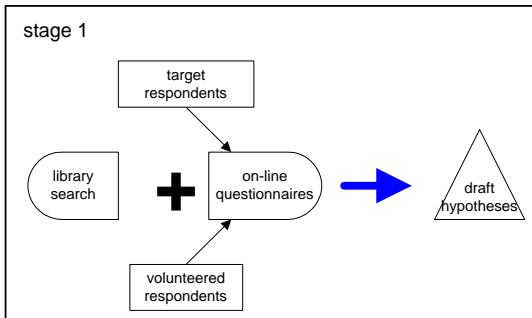 stage 1
target
respondents
library
search
on-line
questionnaires
draft
hypotheses
volunteered
respondents